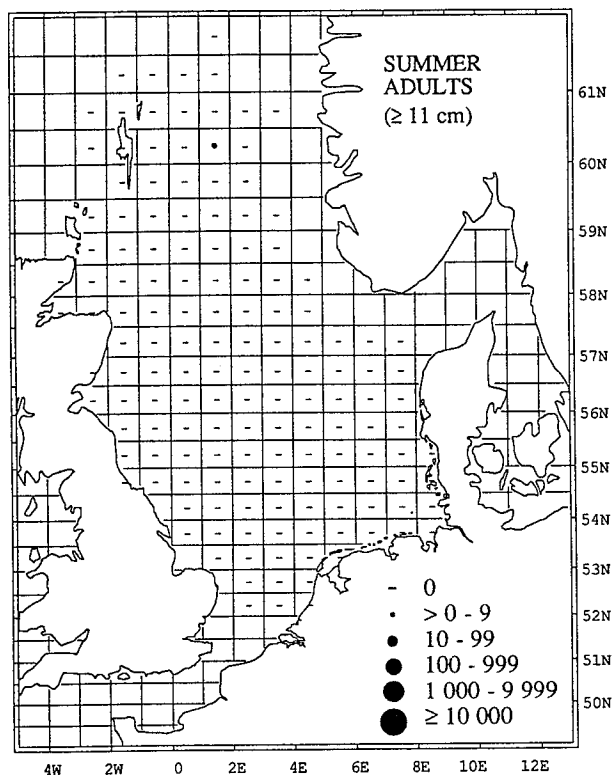 SUMMER
ADULTS
(≥ 11 cm)
61N
60N
59N
58N
57N
56N
55N
54N
53N
52N
51N
50N
- 0
> 0 - 9
10 - 99
100 - 999
1 000 - 9 999
≥ 10 000
4W 2W 0 2E 4E 6E 8E 10E 12E